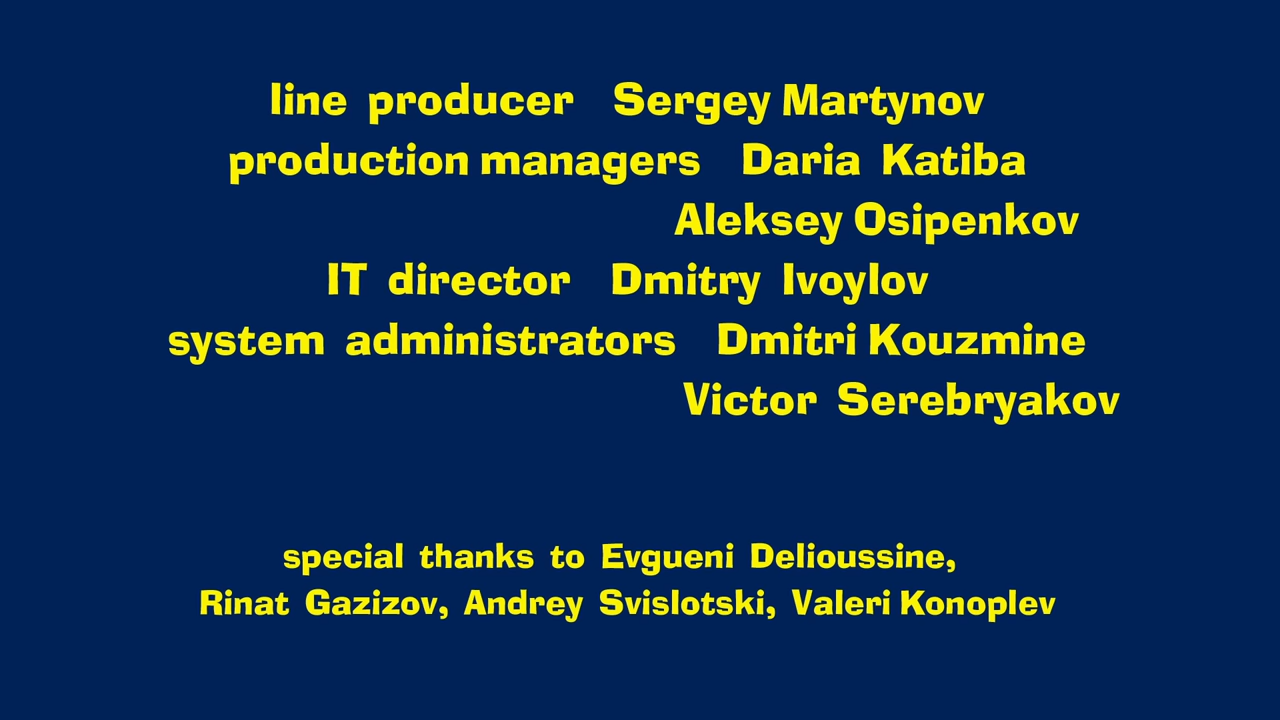 line producer Sergey Martynov
production managers Daria Katiba
Aleksey Osipenkov
IT director Dmitry Ivoylov
system administrators Dmitri Kouzmine
Victor Serebryakov
special thanks to Evgueni Delioussine,
Rinat Gazizov, Andrey Svislotski, Valeri Konoplev